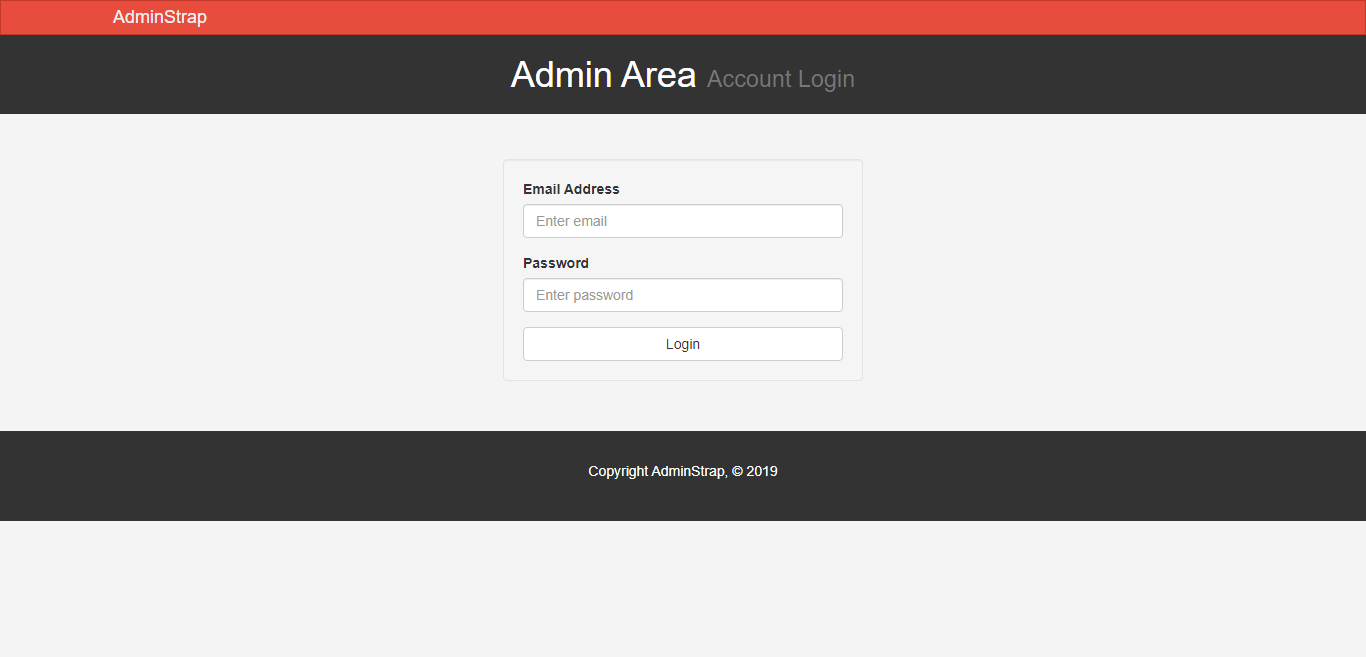 AdminStrap
Admin Area Account Login
Email Address
Enter email
Password
Enter password
Login
Copyright AdminStrap, © 2019